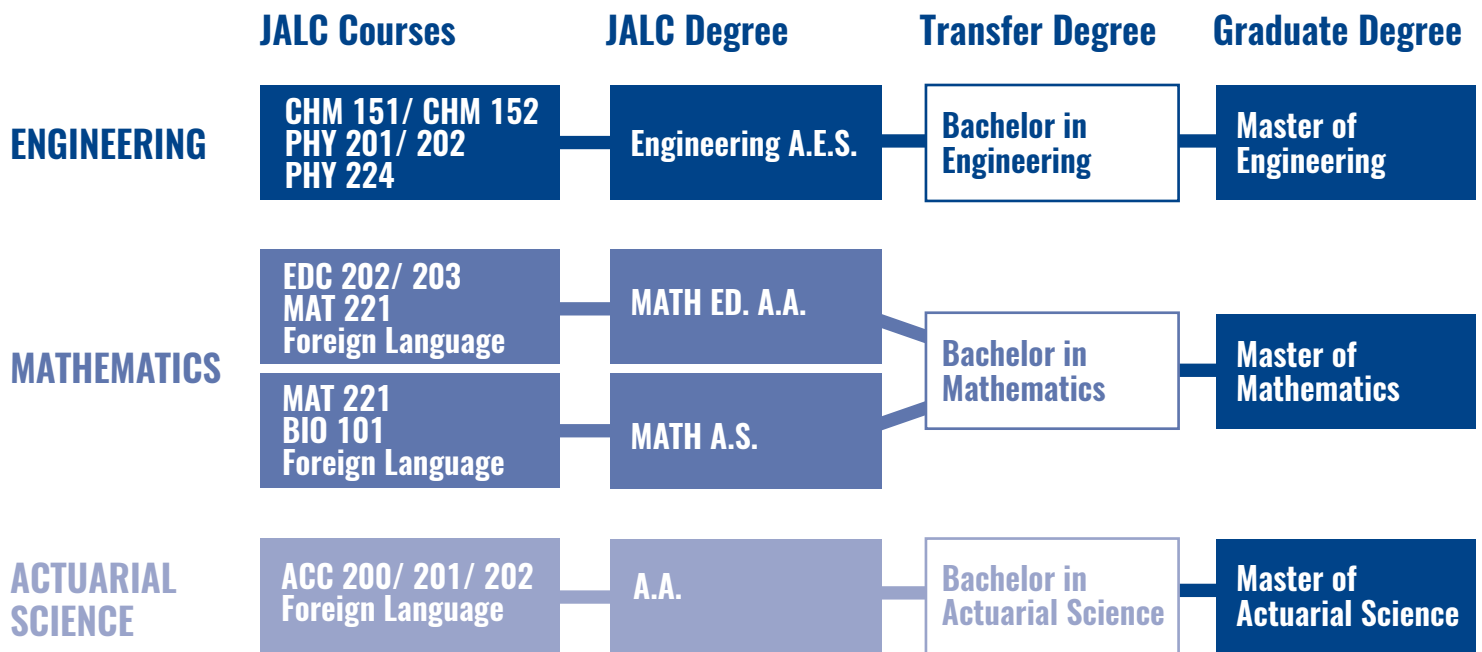 JALC Courses
JALC Degree
Transfer Degree
Graduate Degree
ENGINEERING
CHM 151/ CHM 152
PHY 201/ 202
PHY 224
Engineering A.E.S.
Bachelor in
Engineering
Master of
Engineering
MATHEMATICS
EDC 202/ 203
MAT 221
Foreign Language
MATH ED. A.A.
MAT 221
BIO 101
Foreign Language
MATH A.S.
Bachelor in
Mathematics
Master of
Mathematics
ACTUARIAL
SCIENCE
ACC 200/ 201/ 202
Foreign Language
A.A.
Bachelor in
Actuarial Science
Master of
Actuarial Science